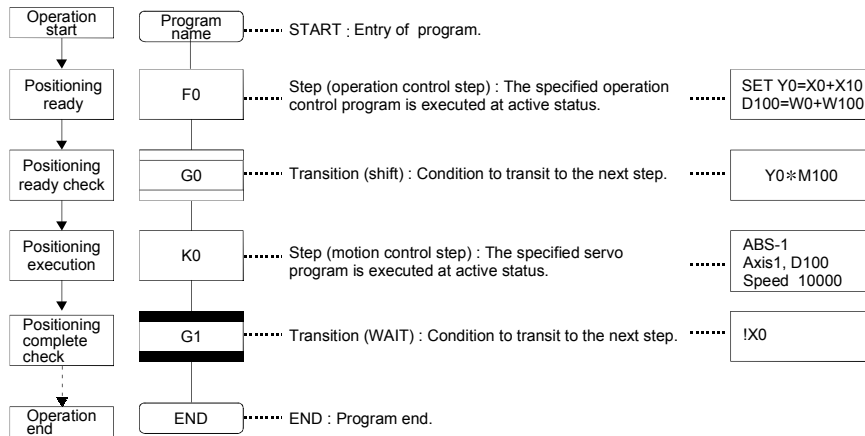 Operation
start
Program
name
START : Entry of program.
Positioning
ready
F0
Step (operation control step) : The specified operation
control program is executed at active status.
SET Y0=X0+X10
D100=W0+W100
Positioning
ready check
G0
Transition (shift) : Condition to transit to the next step.
Y0*M100
Positioning
execution
K0
Step (motion control step) : The specified servo
program is executed at active status.
ABS-1
Axis1, D100
Speed 10000
Positioning
complete
check
G1
Transition (WAIT) : Condition to transit to the next step.
!X0
Operation
end
END
END : Program end.